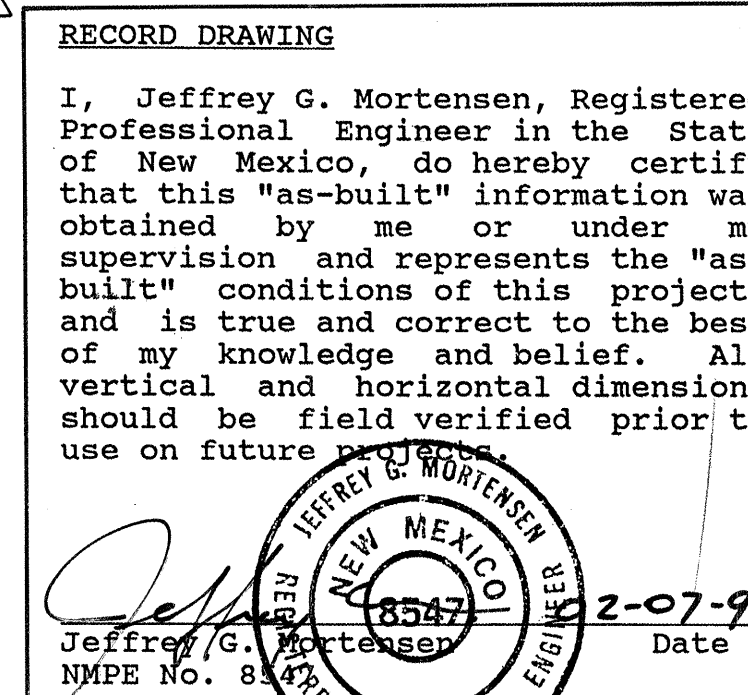 RECORD DRAWING
I, Jeffrey G. Mortensen, Registere
Professional Engineer in the Stat
of New Mexico, do hereby certif
that this "as-built" information wa
obtained by me or under m
supervision and represents the "as
built" conditions of this project
and is true and correct to the bes
of my knowledge and belief. Al
vertical and horizontal dimension
should be field verified prior t
use on future projects.
JEFFREY G. MORTENSEN
NEW MEXICO
8547
REGISTERE
ENGINEER
02-07-9
Jeffrey G. Mortensen Date
NMPE No. 8547